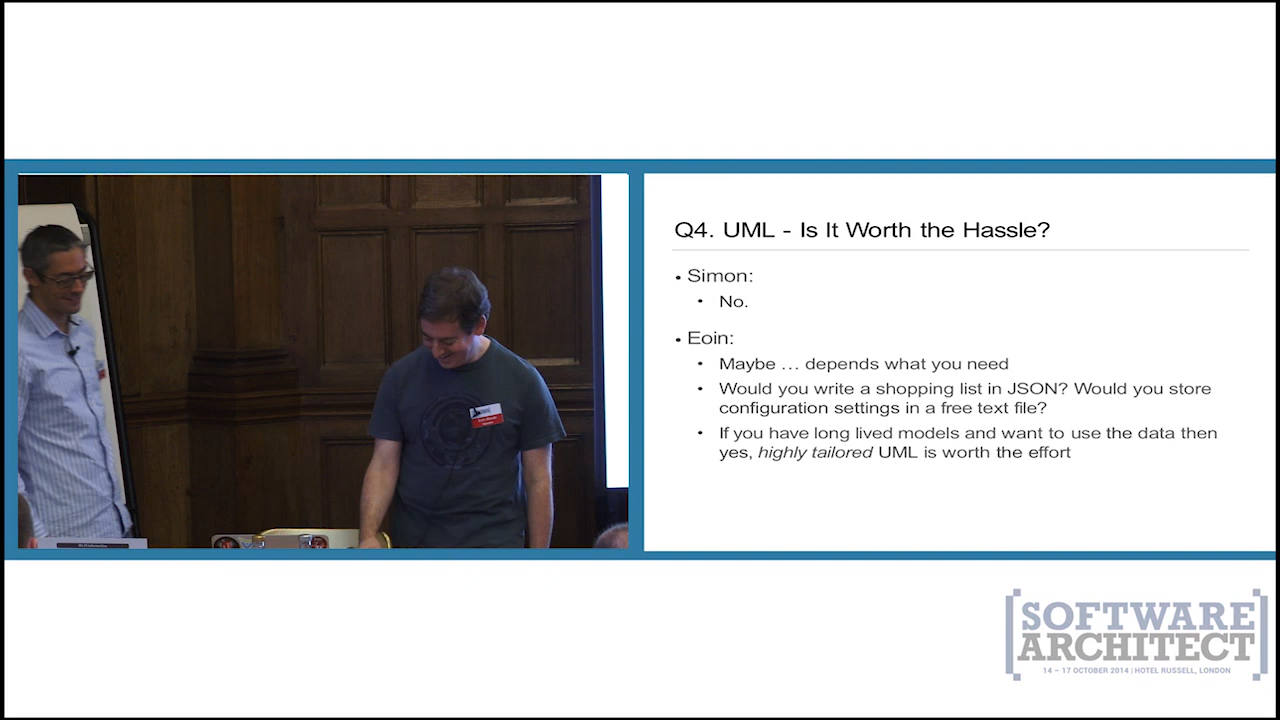 Q4. UML - Is It Worth the Hassle?
• Simon:
• No.
• Eoin:
• Maybe … depends what you need
• Would you write a shopping list in JSON? Would you store
configuration settings in a free text file?
• If you have long lived models and want to use the data then
yes, highly tailored UML is worth the effort
[SOFTWARE
ARCHITECT]
14 – 17 OCTOBER 2014 | HOTEL RUSSELL, LONDON